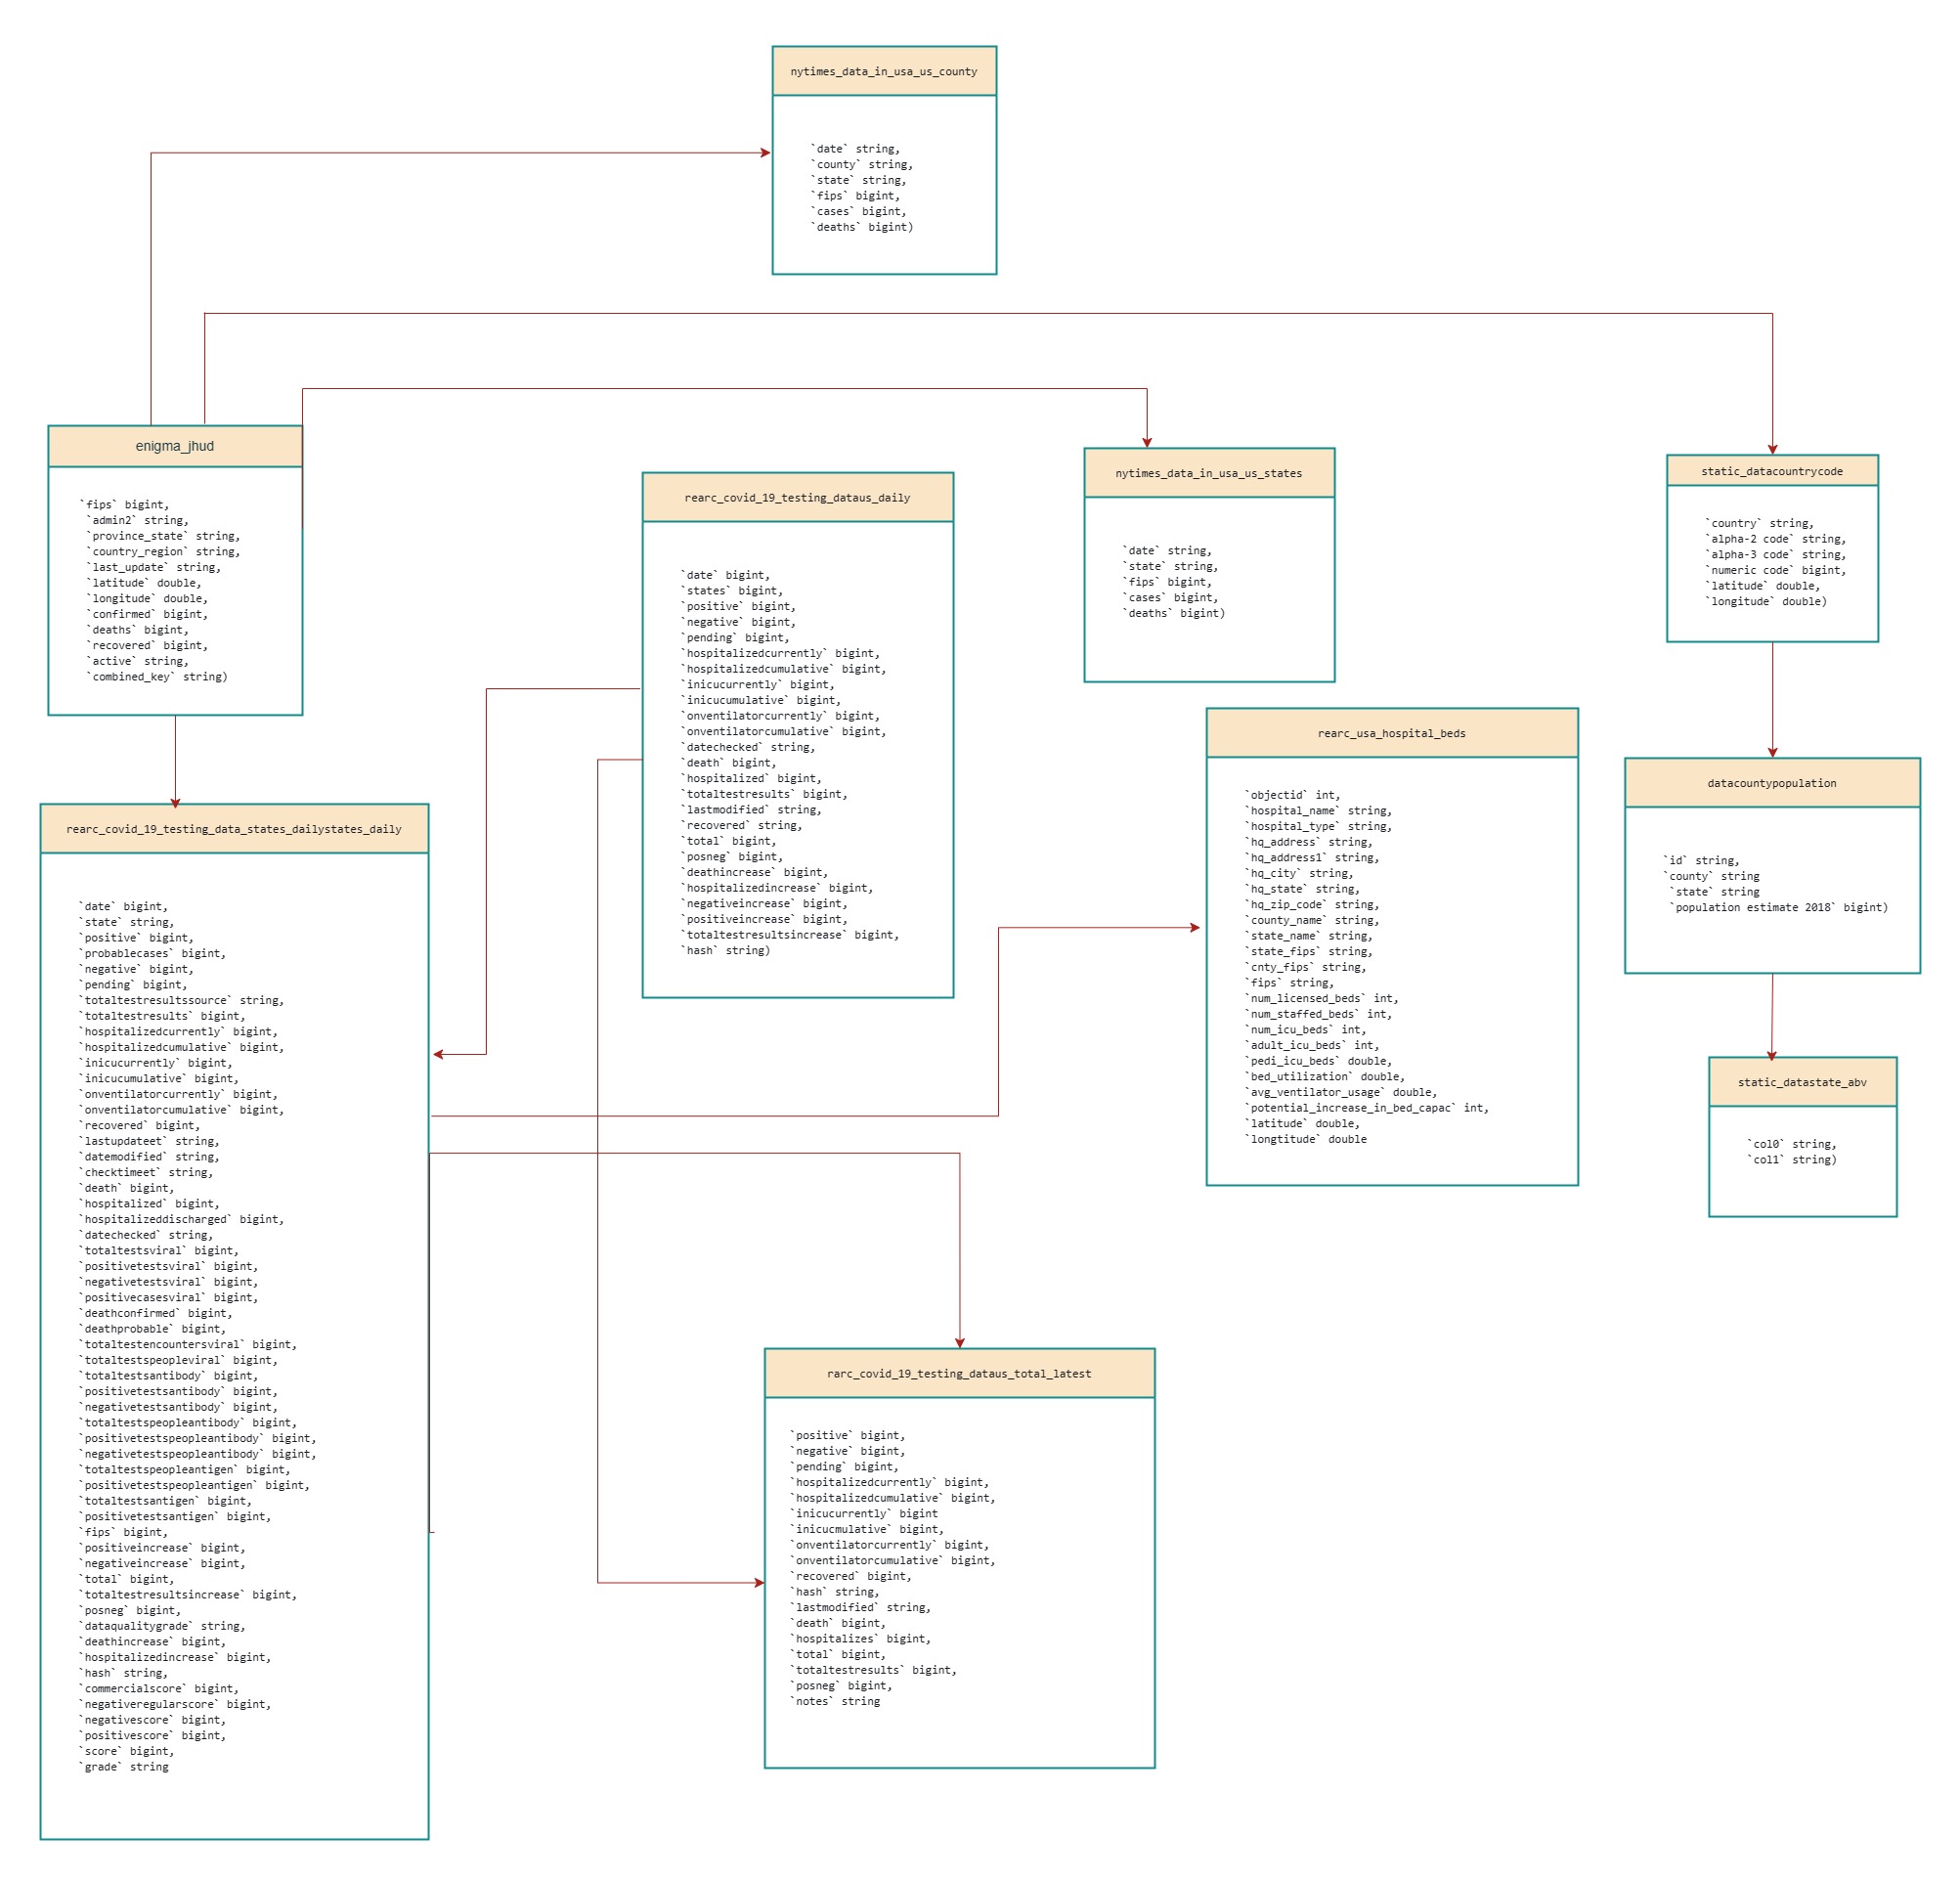 nytimes_data_in_usa_us_county
`date` string,
`county` string,
`state` string,
`fips` bigint,
`cases` bigint,
`deaths` bigint)
enigma_jhud
`fips` bigint,
`admin2` string,
`province_state` string,
`country_region` string,
`last_update` string,
`latitude` double,
`longitude` double,
`confirmed` bigint,
`deaths` bigint,
`recovered` bigint,
`active` string,
`combined_key` string)
rearc_covid_19_testing_dataus_daily
`date` bigint,
`states` bigint,
`positive` bigint,
`negative` bigint,
`pending` bigint,
`hospitalizedcurrently` bigint,
`hospitalizedcumulative` bigint,
`inicucurrently` bigint,
`inicucumulative` bigint,
`onventilatorcurrently` bigint,
`onventilatorcumulative` bigint,
`datechecked` string,
`death` bigint,
`hospitalized` bigint,
`totaltestresults` bigint,
`lastmodified` string,
`recovered` string,
`total` bigint,
`posneg` bigint,
`deathincrease` bigint,
`hospitalizedincrease` bigint,
`negativeincrease` bigint,
`positiveincrease` bigint,
`totaltestresultsincrease` bigint,
`hash` string)
nytimes_data_in_usa_us_states
`date` string,
`state` string,
`fips` bigint,
`cases` bigint,
`deaths` bigint)
static_datacountrycode
`country` string,
`alpha-2 code` string,
`alpha-3 code` string,
`numeric code` bigint,
`latitude` double,
`longitude` double)
rearc_usa_hospital_beds
`objectid` int,
`hospital_name` string,
`hospital_type` string,
`hq_address` string,
`hq_address1` string,
`hq_city` string,
`hq_state` string,
`hq_zip_code` string,
`county_name` string,
`state_name` string,
`state_fips` string,
`cnty_fips` string,
`fips` string,
`num_licensed_beds` int,
`num_staffed_beds` int,
`num_icu_beds` int,
`adult_icu_beds` int,
`pedi_icu_beds` double,
`bed_utilization` double,
`avg_ventilator_usage` double,
`potential_increase_in_bed_capac` int,
`latitude` double,
`longtitude` double
datacountypopulation
`id` string,
`county` string
`state` string
`population estimate 2018` bigint)
static_datastate_abv
`col0` string,
`col1` string)
rearc_covid_19_testing_data_states_dailystates_daily
`date` bigint,
`state` string,
`positive` bigint,
`probablecases` bigint,
`negative` bigint,
`pending` bigint,
`totaltestresultssource` string,
`totaltestresults` bigint,
`hospitalizedcurrently` bigint,
`hospitalizedcumulative` bigint,
`inicucurrently` bigint,
`inicucumulative` bigint,
`onventilatorcurrently` bigint,
`onventilatorcumulative` bigint,
`recovered` bigint,
`lastupdateet` string,
`datemodified` string,
`checktimeet` string,
`death` bigint,
`hospitalized` bigint,
`hospitalizeddischarged` bigint,
`datechecked` string,
`totaltestsviral` bigint,
`positivetestsviral` bigint,
`negativetestsviral` bigint,
`positivecasesviral` bigint,
`deathconfirmed` bigint,
`deathprobable` bigint,
`totaltestencountersviral` bigint,
`totaltestspeopleviral` bigint,
`totaltestsantibody` bigint,
`positivetestsantibody` bigint,
`negativetestsantibody` bigint,
`totaltestspeopleantibody` bigint,
`positivetestspeopleantibody` bigint,
`negativetestspeopleantibody` bigint,
`totaltestspeopleantigen` bigint,
`positivetestspeopleantigen` bigint,
`totaltestsantigen` bigint,
`positivetestsantigen` bigint,
`fips` bigint,
`positiveincrease` bigint,
`negativeincrease` bigint,
`total` bigint,
`totaltestresultsincrease` bigint,
`posneg` bigint,
`dataqualitygrade` string,
`deathincrease` bigint,
`hospitalizedincrease` bigint,
`hash` string,
`commercialscore` bigint,
`negativeregularscore` bigint,
`negativescore` bigint,
`positivescore` bigint,
`score` bigint,
`grade` string
rarc_covid_19_testing_dataus_total_latest
`positive` bigint,
`negative` bigint,
`pending` bigint,
`hospitalizedcurrently` bigint,
`hospitalizedcumulative` bigint,
`inicucurrently` bigint
`inicucmulative` bigint,
`onventilatorcurrently` bigint,
`onventilatorcumulative` bigint,
`recovered` bigint,
`hash` string,
`lastmodified` string,
`death` bigint,
`hospitalizes` bigint,
`total` bigint,
`totaltestresults` bigint,
`posneg` bigint,
`notes` string